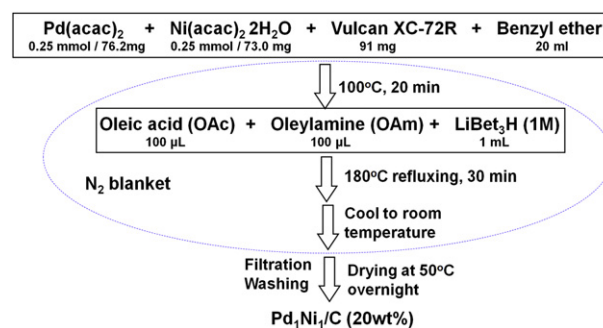 Pd(acac)₂ + Ni(acac)₂ 2H₂O + Vulcan XC-72R + Benzyl ether
0.25 mmol / 76.2mg 0.25 mmol / 73.0 mg 91 mg 20 ml
100°C, 20 min
Oleic acid (OAc) + Oleylamine (OAm) + LiBet₃H (1M)
100 µL 100 µL 1 mL
N₂ blanket
180°C refluxing, 30 min
Cool to room
temperature
Filtration
Washing
Drying at 50°C
overnight
Pd₁Ni₁/C (20wt%)